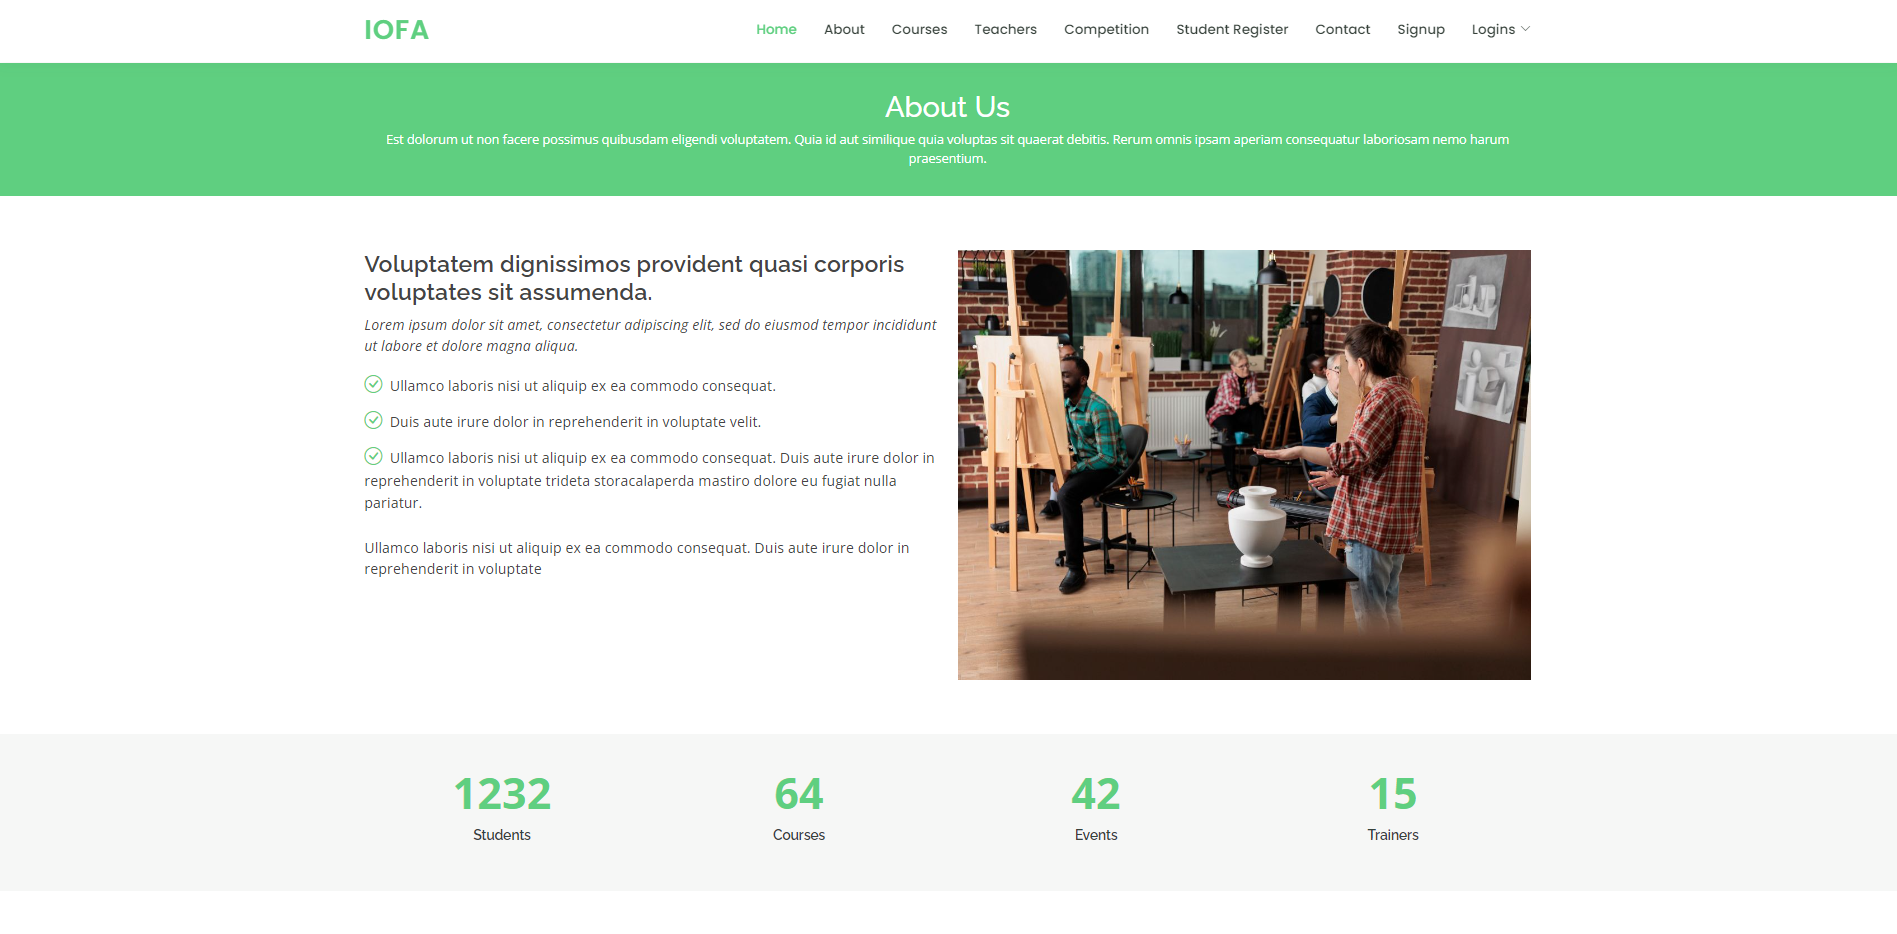 IOFA
Home About Courses Teachers Competition Student Register Contact Signup Logins
About Us
Est dolorum ut non facere possimus quibusdam eligendi voluptatem. Quia id aut similique quia voluptas sit quaerat debitis. Rerum omnis ipsam aperiam consequatur laboriosam nemo harum
praesentium.
Voluptatem dignissimos provident quasi corporis
voluptates sit assumenda.
Lorem ipsum dolor sit amet, consectetur adipiscing elit, sed do eiusmod tempor incididunt
ut labore et dolore magna aliqua.
Ullamco laboris nisi ut aliquip ex ea commodo consequat.
Duis aute irure dolor in reprehenderit in voluptate velit.
Ullamco laboris nisi ut aliquip ex ea commodo consequat. Duis aute irure dolor in
reprehenderit in voluptate trideta storacalaperda mastiro dolore eu fugiat nulla
pariatur.
Ullamco laboris nisi ut aliquip ex ea commodo consequat. Duis aute irure dolor in
reprehenderit in voluptate
1232 64 42 15
Students Courses Events Trainers